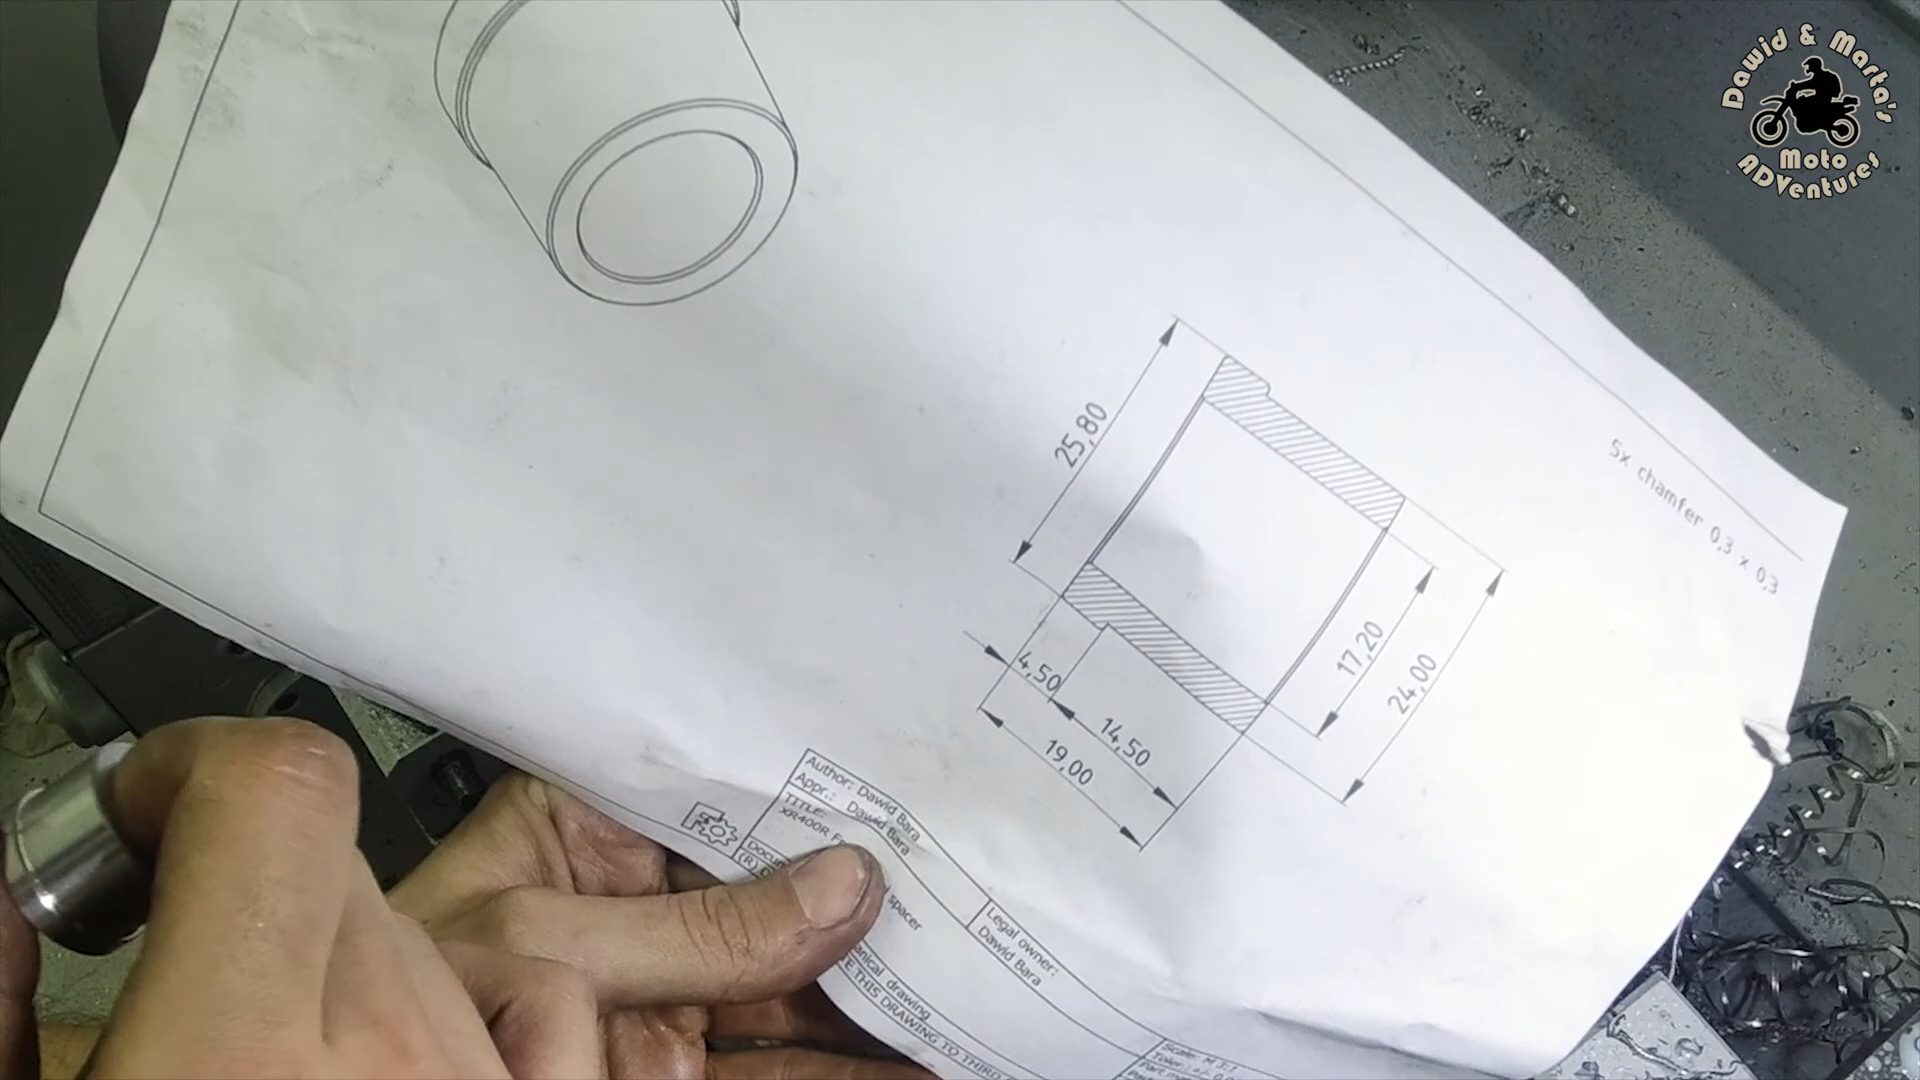 Dawid & Marta's
Moto
ADVentures
25,80
5x chamfer 0,3 x 0,3
4,50
14,50
19,00
17,20
24,00
Author: Dawid Bara
Appr.: Dawid Bara
TITLE:
XR400R
spacer
Legal owner:
Dawid Bara
drawing
THIS DRAWING TO THIRD